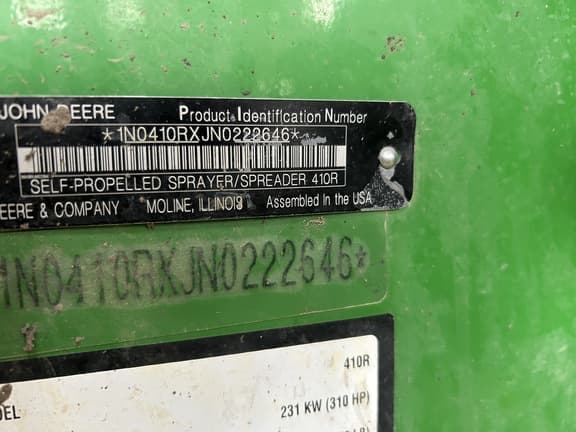 JOHN DEERE Product Identification Number
*1N0410RXJN0222646*
SELF-PROPELLED SPRAYER/SPREADER 410R
EERE & COMPANY MOLINE, ILLINOIS Assembled in the USA
1N0410RXJN0222646*
410R
DEL 231 KW (310 HP)